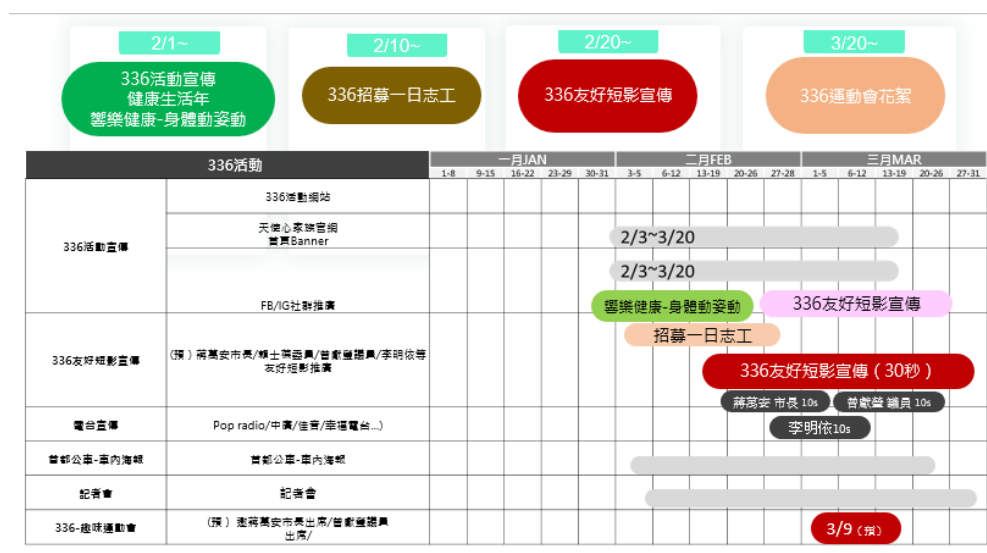 2/1~
336活動宣傳
健康生活年
響樂健康-身體動姿動
2/10~
336招募一日志工
2/20~
336友好短影宣傳
3/20~
336運動會花絮
336活動
一月JAN
二月FEB
三月MAR
1-8 9-15 16-22 23-29 30-31 3-5 6-12 13-19 20-26 27-28 1-5 6-12 13-19 20-26 27-31
336活動宣傳
336活動網站
天使心家族官網
首頁Banner
2/3~3/20
2/3~3/20
FB/IG社群推廣
響樂健康-身體動姿動
336友好短影宣傳
招募一日志工
336友好短影宣傳
(預)蔣萬安市長/賴士葆委員/曾獻瑩議員/李明依等
友好短影推廣
336友好短影宣傳(30秒)
蔣萬安 市長 10s
曾獻瑩 議員 10s
電台宣傳
Pop radio/中廣/佳音/幸福電台...)
李明依10s
首都公車-車內海報
首都公車-車內海報
記者會
記者會
336-趣味運動會
(預) 邀蔣萬安市長出席/曾獻瑩議員
出席/
3/9 (預)